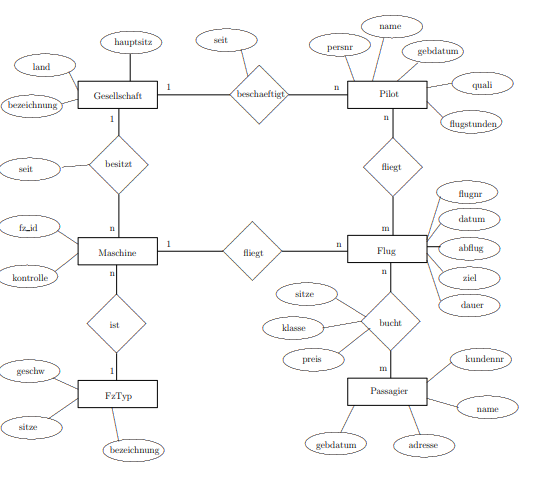 name
hauptsitz
seit
persnr
gebdatum
land
quali
1
n
Gesellschaft
beschaeftigt
Pilot
bezeichnung
1
n
flugstunden
seit
besitzt
fliegt
flugnr
datum
fz_id
n
m
1
n
abflug
Maschine
fliegt
Flug
kontrolle
n
n
ziel
sitze
dauer
ist
klasse
bucht
preis
kundennr
geschw
1
m
FzTyp
Passagier
name
sitze
bezeichnung
gebdatum
adresse